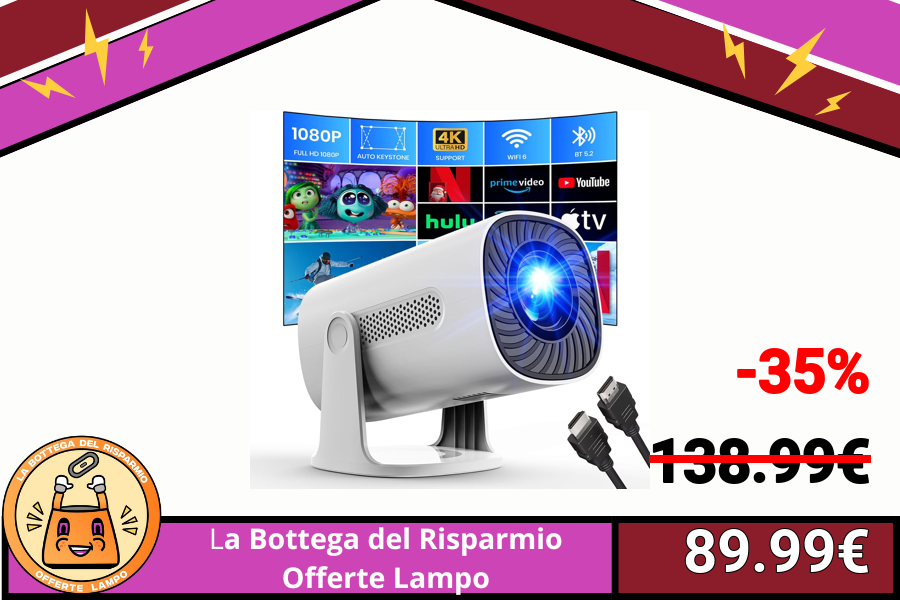 1080P
FULL HD 1080P
AUTO KEYSTONE
4K
ULTRA HD
SUPPORT
WIFI 6
BT 5.2
prime video
YouTube
hulu
tv
-35%
138.99€
89.99€
La Bottega del Risparmio
Offerte Lampo
LA BOTTEGA DEL RISPARMIO
OFFERTE LAMPO